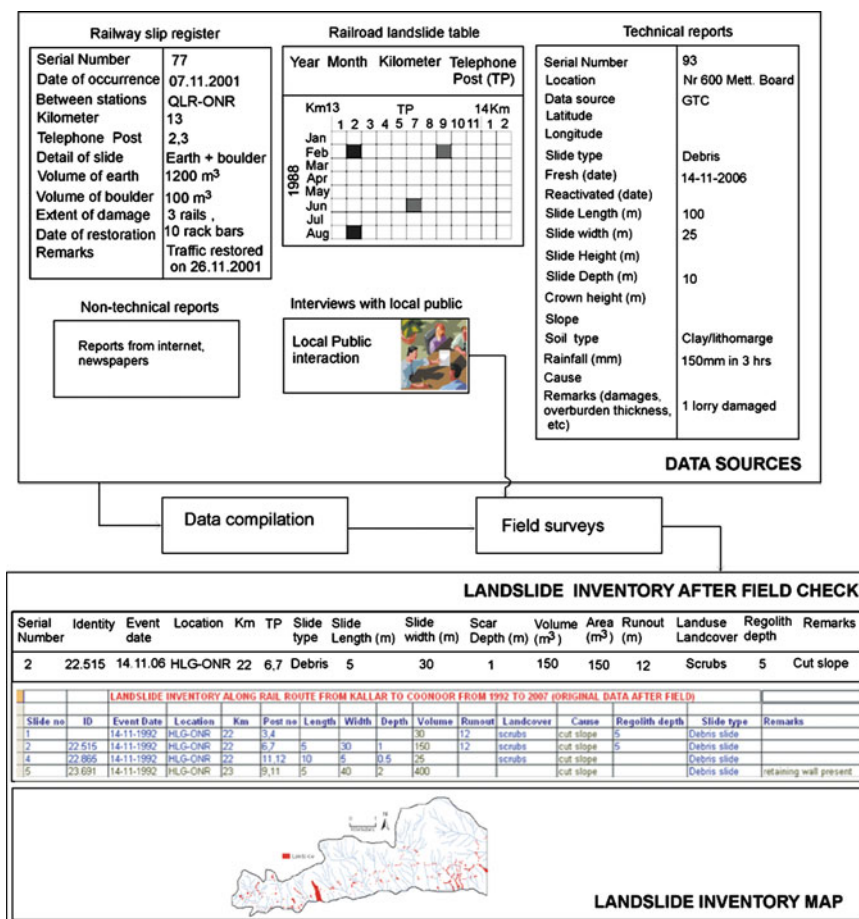 Railway slip register
Serial Number 77
Date of occurrence 07.11.2001
Between stations QLR-ONR
Kilometer 13
Telephone Post 2,3
Detail of slide Earth + boulder
Volume of earth 1200 m³
Volume of boulder 100 m³
Extent of damage 3 rails ,
10 rack bars
Date of restoration
Remarks Traffic restored
on 26.11.2001
Railroad landslide table
Year Month Kilometer Telephone
Post (TP)
Km13 TP 14Km
1 2 3 4 5 6 7 8 9 10 11 1 2
1988
Jan
Feb
Mar
Apr
May
Jun
Jul
Aug
Technical reports
Serial Number 93
Location Nr 600 Mett. Board
Data source GTC
Latitude
Longitude
Slide type Debris
Fresh (date) 14-11-2006
Reactivated (date)
Slide Length (m) 100
Slide width (m) 25
Slide Height (m)
Slide Depth (m) 10
Crown height (m)
Slope
Soil type Clay/lithomarge
Rainfall (mm) 150mm in 3 hrs
Cause
Remarks (damages,
overburden thickness,
etc) 1 lorry damaged
Non-technical reports
Reports from internet,
newspapers
Interviews with local public
Local Public
interaction
DATA SOURCES
Data compilation
Field surveys
LANDSLIDE INVENTORY AFTER FIELD CHECK
Serial Number Identity Event date Location Km TP Slide type Slide Length (m) Slide width (m) Scar Depth (m) Volume (m³) Area (m³) Runout (m) Landuse Landcover Regolith depth Remarks
2 22.515 14.11.06 HLG-ONR 22 6,7 Debris 5 30 1 150 150 12 Scrubs 5 Cut slope
LANDSLIDE INVENTORY ALONG RAIL ROUTE FROM KALLAR TO COONOOR FROM 1992 TO 2007 (ORIGINAL DATA AFTER FIELD)
Slide no ID Event Date Location Km Post no Length Width Depth Volume Runout Landcover Cause Regolith depth Slide type Remarks
1 14-11-1992 HLG-ONR 22 3,4 30 12 scrubs cut slope 5 Debris slide
2 22.515 14-11-1992 HLG-ONR 22 6,7 5 30 1 150 12 scrubs cut slope 5 Debris slide
4 22.865 14-11-1992 HLG-ONR 22 11,12 10 5 0.5 25 scrubs cut slope Debris slide
5 23.691 14-11-1992 HLG-ONR 23 9,11 5 40 2 400 cut slope Debris slide retaining wall present
N
LANDSLIDE INVENTORY MAP